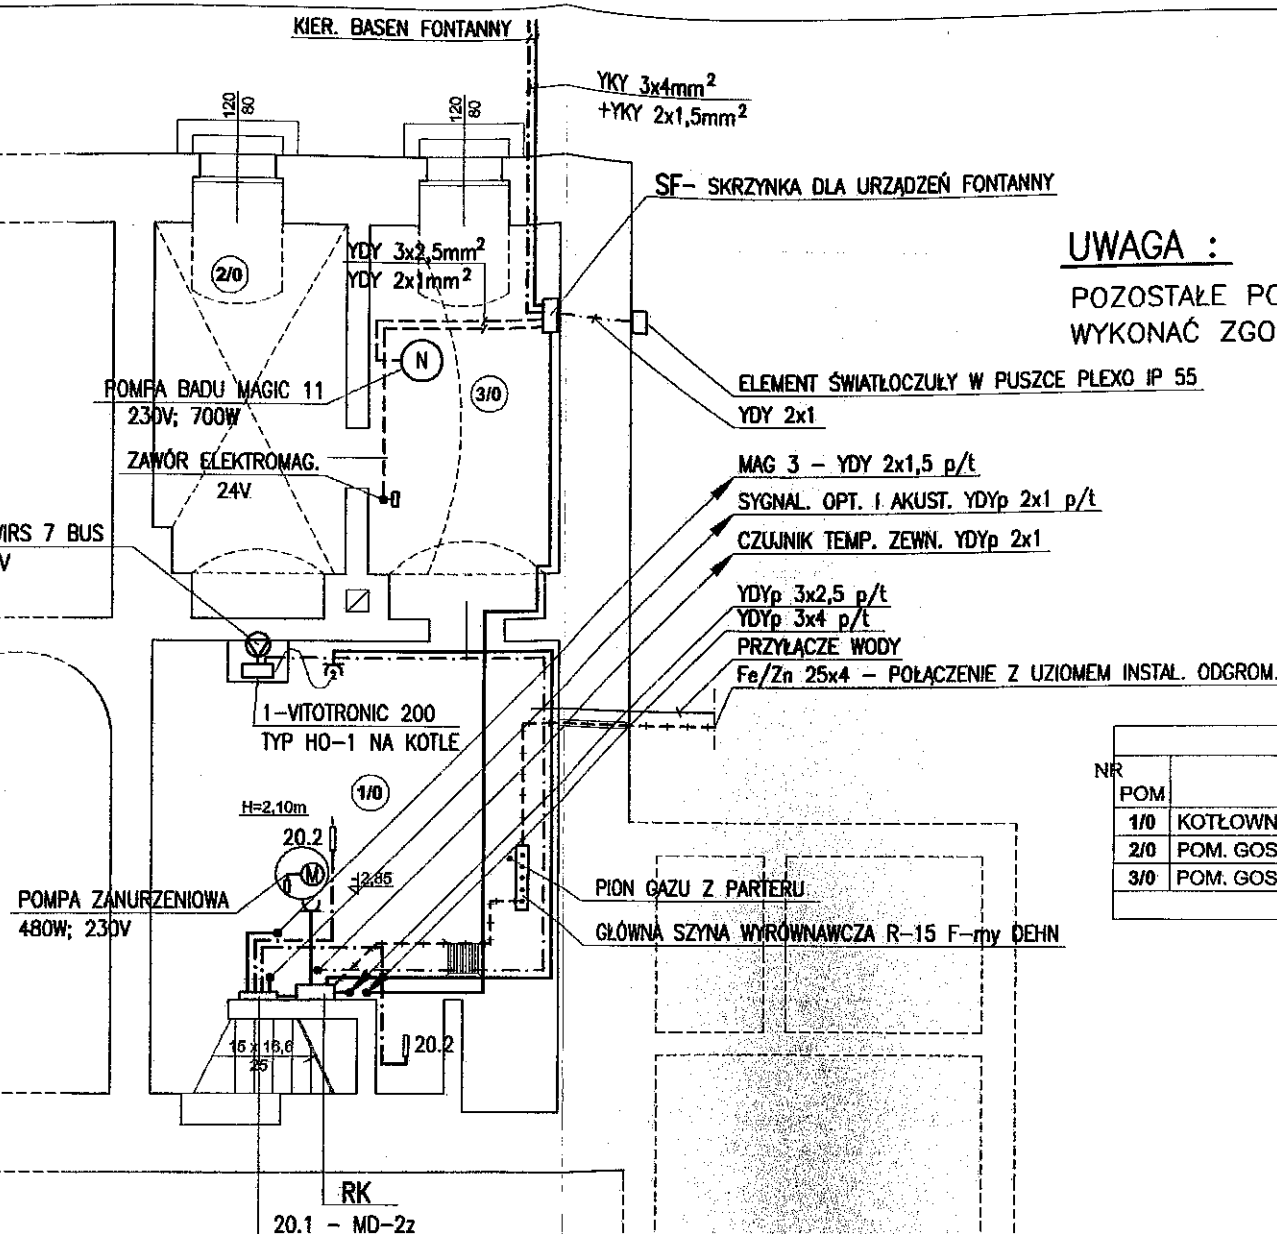 KIER. BASEN FONTANNY
YKY 3x4mm²
+YKY 2x1,5mm²
120
80
120
80
SF- SKRZYNKA DLA URZĄDZEŃ FONTANNY
UWAGA :
POZOSTAŁE
WYKONAĆ
YDY 3x2,5mm²
YDY 2x1mm²
2/0
N
3/0
POMPA BADU MAGIC 11
230V; 700W
ELEMENT ŚWIATŁOCZUŁY W PUSZCE PLEXO IP 55
YDY 2x1
ZAWÓR ELEKTROMAG.
24V
MAG 3 – YDY 2x1,5 p/t
SYGNAL. OPT. I AKUST. YDYp 2x1 p/t
CZUJNIK TEMP. ZEWN. YDYp 2x1
7 BUS
V
YDYp 3x2,5 p/t
YDYp 3x4 p/t
PRZYŁĄCZE WODY
Fe/Zn 25x4 – POŁĄCZENIE Z UZIOMEM INSTAL. ODGROM.
1-VITOTRONIC 200
TYP HO-1 NA KOTLE
1/0
NR
POM
1/0 KOTŁOWN
2/0 POM. GOS
3/0 POM. GOS
H=2,10m
20.2
M
-2,85
POMPA ZANURZENIOWA
480W; 230V
PION GAZU Z PARTERU
GŁÓWNA SZYNA WYRÓWNAWCZA R-15 F-my DEHN
15 x 16,6
25
20.2
RK
20.1 - MD-2z